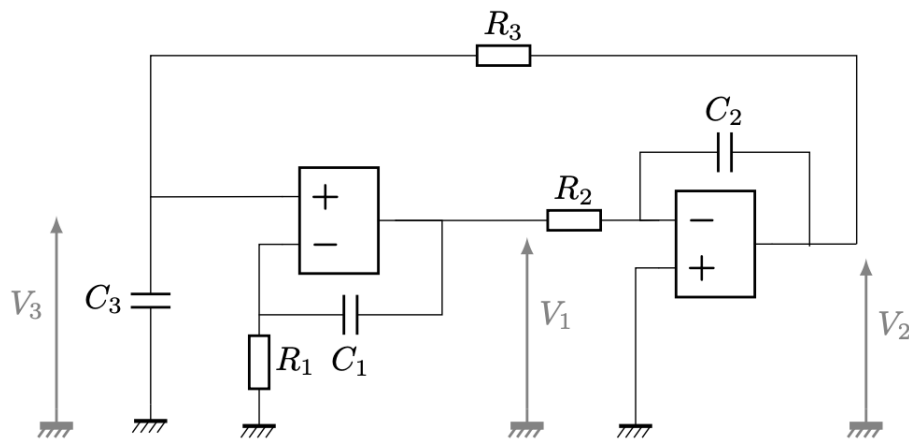 R₃
C₂
+
R₂
−
−
+
V₃
C₃
V₁
V₂
R₁
C₁